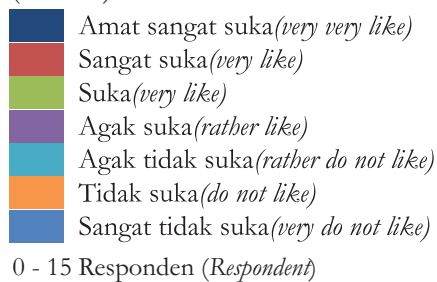 Amat sangat suka(very very like)
Sangat suka(very like)
Suka(very like)
Agak suka(rather like)
Agak tidak suka(rather do not like)
Tidak suka(do not like)
Sangat tidak suka(very do not like)
0 - 15 Responden (Respondent)